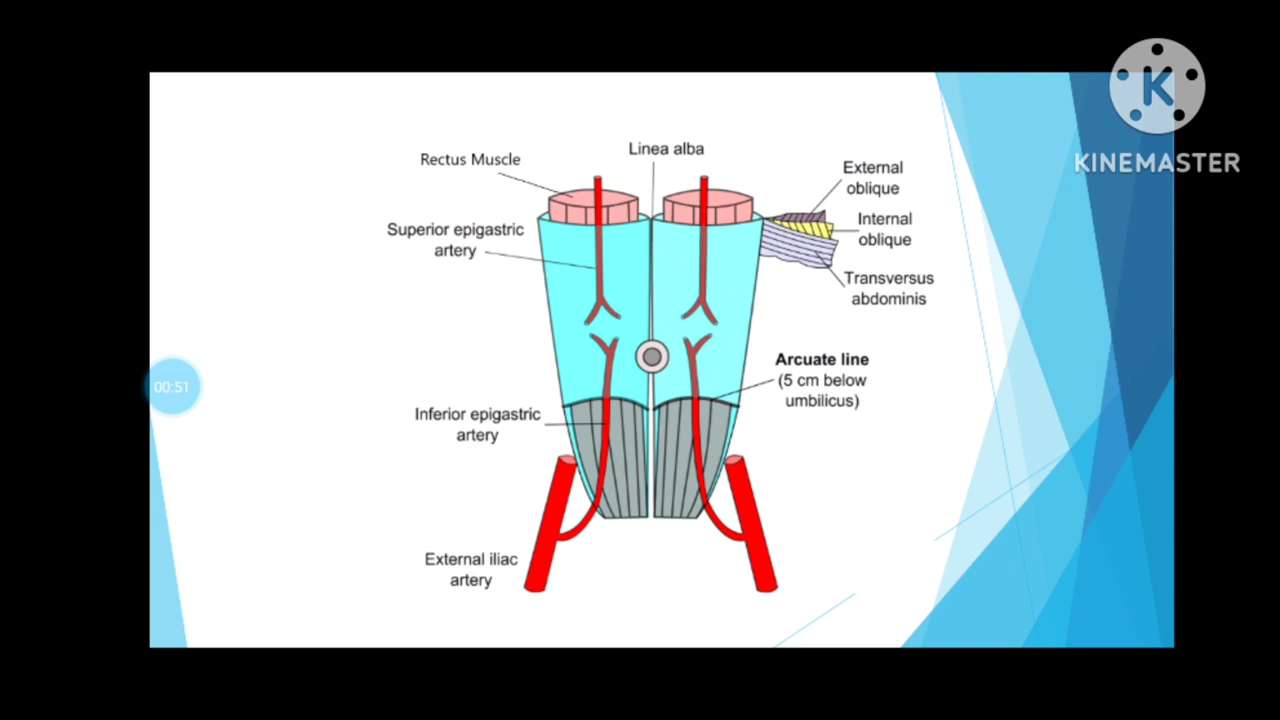 K
KINEMASTER
Linea alba
Rectus Muscle
External
oblique
Internal
oblique
Superior epigastric
artery
Transversus
abdominis
Arcuate line
(5 cm below
umbilicus)
00:51
Inferior epigastric
artery
External iliac
artery